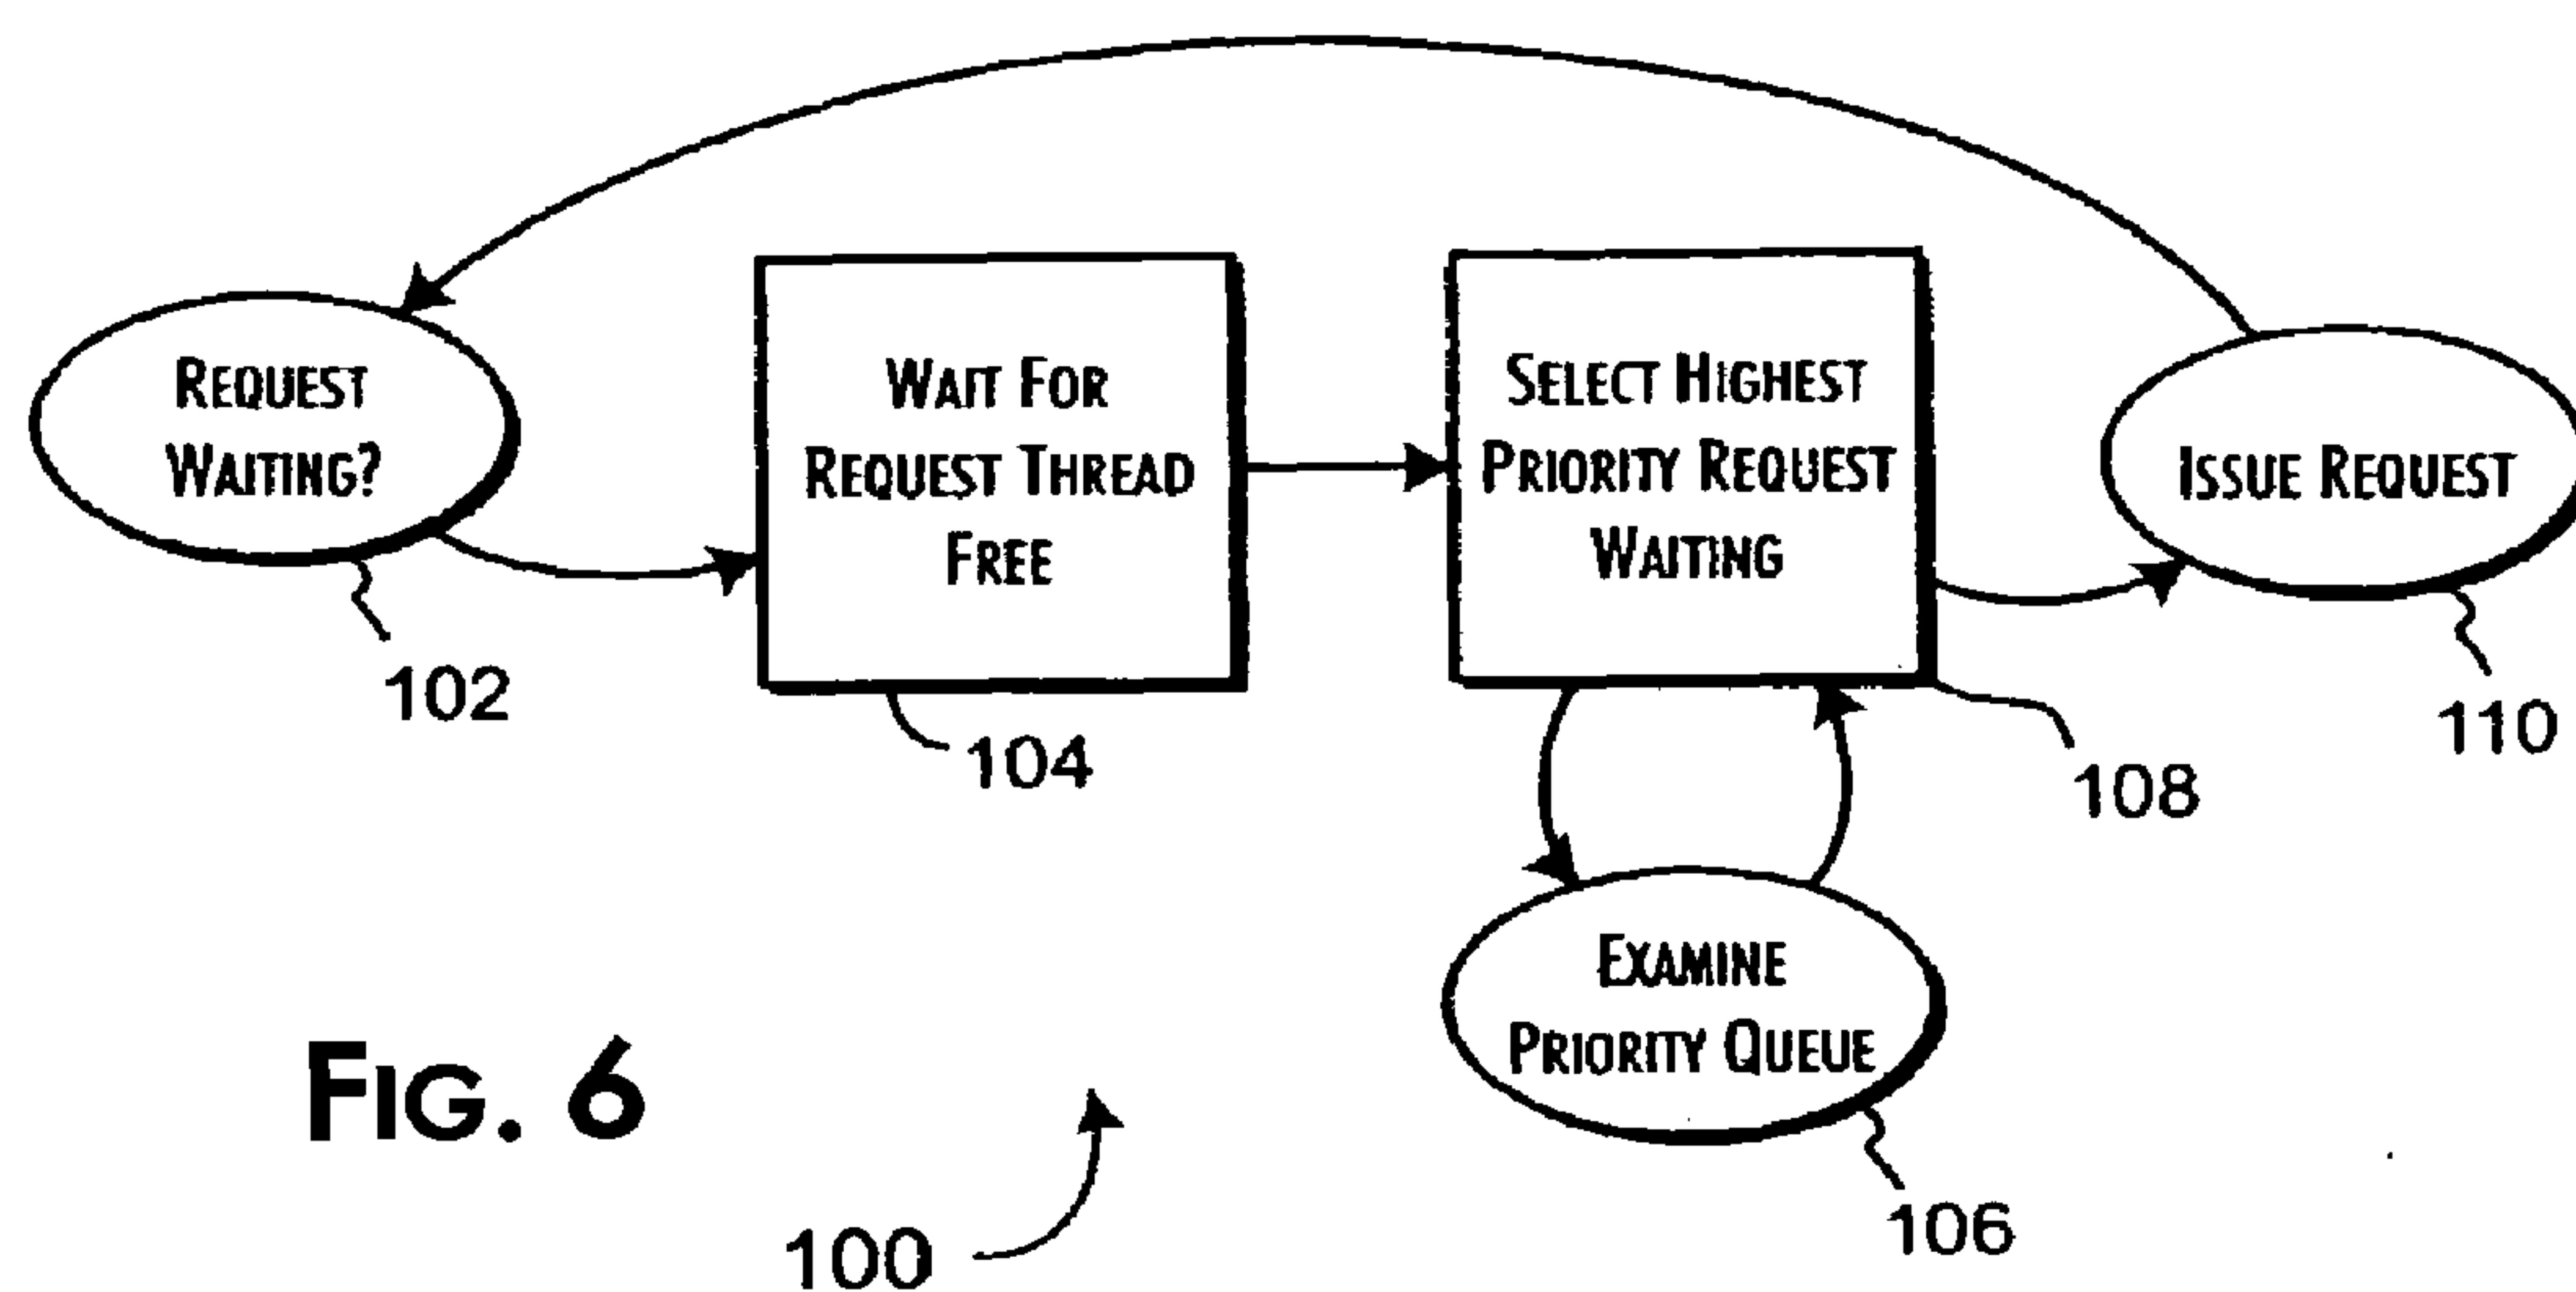 REQUEST
WAITING?
102
WAIT FOR
REQUEST THREAD
FREE
104
SELECT HIGHEST
PRIORITY REQUEST
WAITING
108
ISSUE REQUEST
110
EXAMINE
PRIORITY QUEUE
106
FIG. 6
100